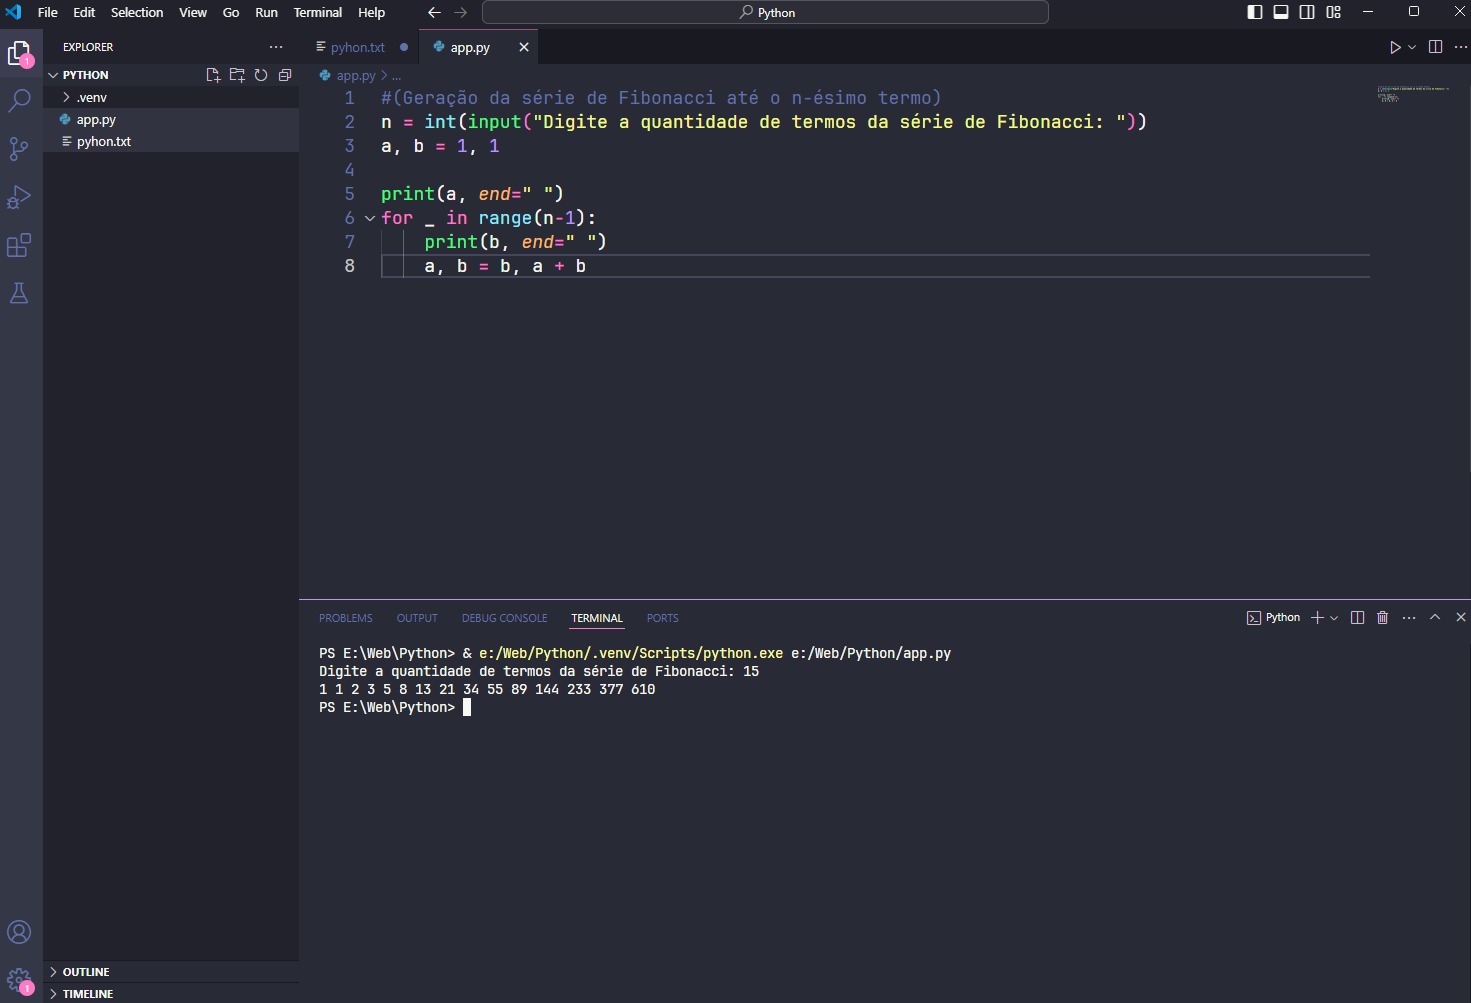 File Edit Selection View Go Run Terminal Help
Python
EXPLORER
PYTHON
.venv
app.py
pyhon.txt
OUTLINE
TIMELINE
1
1
pyhon.txt
app.py
app.py > ...
1 #(Geração da série de Fibonacci até o n-ésimo termo)
2 n = int(input("Digite a quantidade de termos da série de Fibonacci: "))
3 a, b = 1, 1
4
5 print(a, end=" ")
6 for _ in range(n-1):
7 print(b, end=" ")
8 a, b = b, a + b
PROBLEMS OUTPUT DEBUG CONSOLE TERMINAL PORTS
Python
PS E:\Web\Python> & e:/Web/Python/.venv/Scripts/python.exe e:/Web/Python/app.py
Digite a quantidade de termos da série de Fibonacci: 15
1 1 2 3 5 8 13 21 34 55 89 144 233 377 610
PS E:\Web\Python>